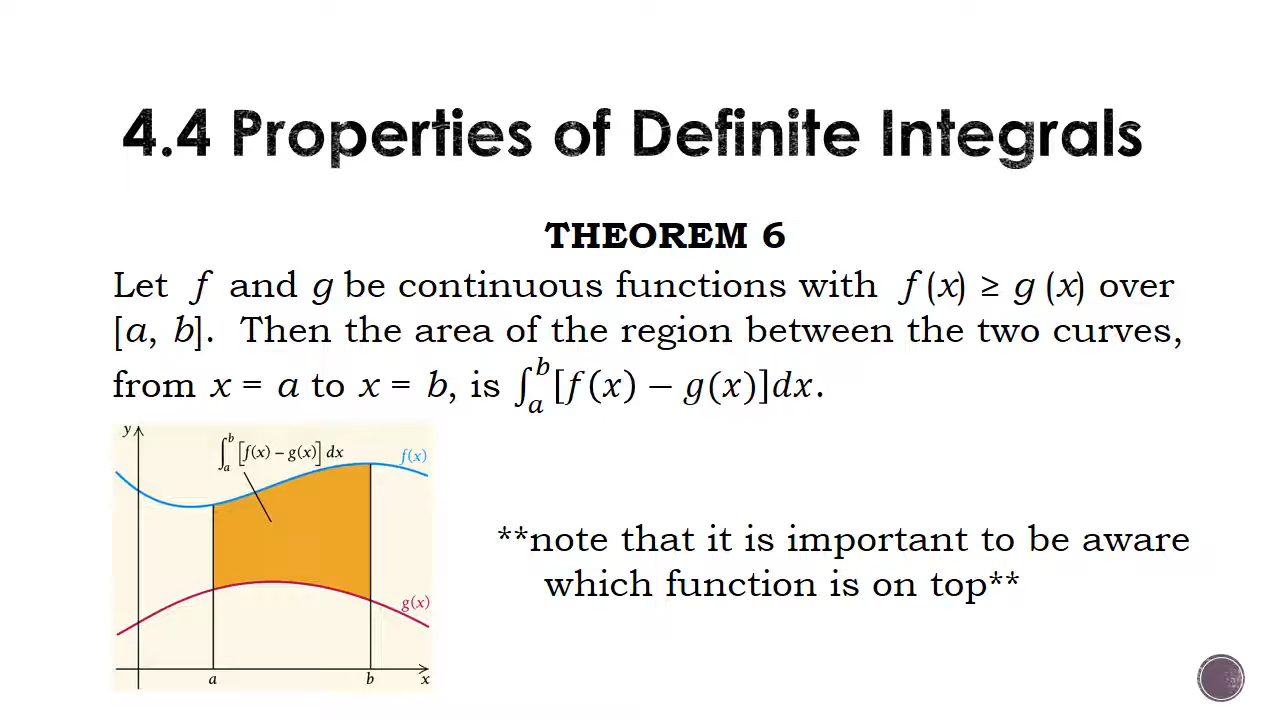 4.4 Properties of Definite Integrals
THEOREM 6
Let f and g be continuous functions with f (x) ≥ g (x) over
[a, b]. Then the area of the region between the two curves,
from x = a to x = b, is ∫_a^b [f(x) − g(x)]dx.
y
∫_a^b [f(x) – g(x)] dx
f(x)
g(x)
a
b
x
**note that it is important to be aware
which function is on top**